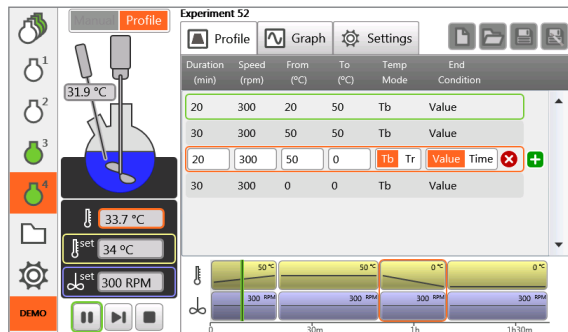 Experiment 52
Manual Profile
Profile Graph Settings
1
2
3
4
DEMO
31.9 °C
33.7 °C
set 34 °C
set 300 RPM
Duration (min) Speed (rpm) From (°C) To (°C) Temp Mode End Condition
20 300 20 50 Tb Value
30 300 50 50 Tb Value
20 300 50 0 Tb Tr Value Time
30 300 0 0 Tb Value
50 °C 50 °C 0 °C 0 °C
300 RPM 300 RPM 300 RPM 300 RPM
0 30m 1h 1h30m